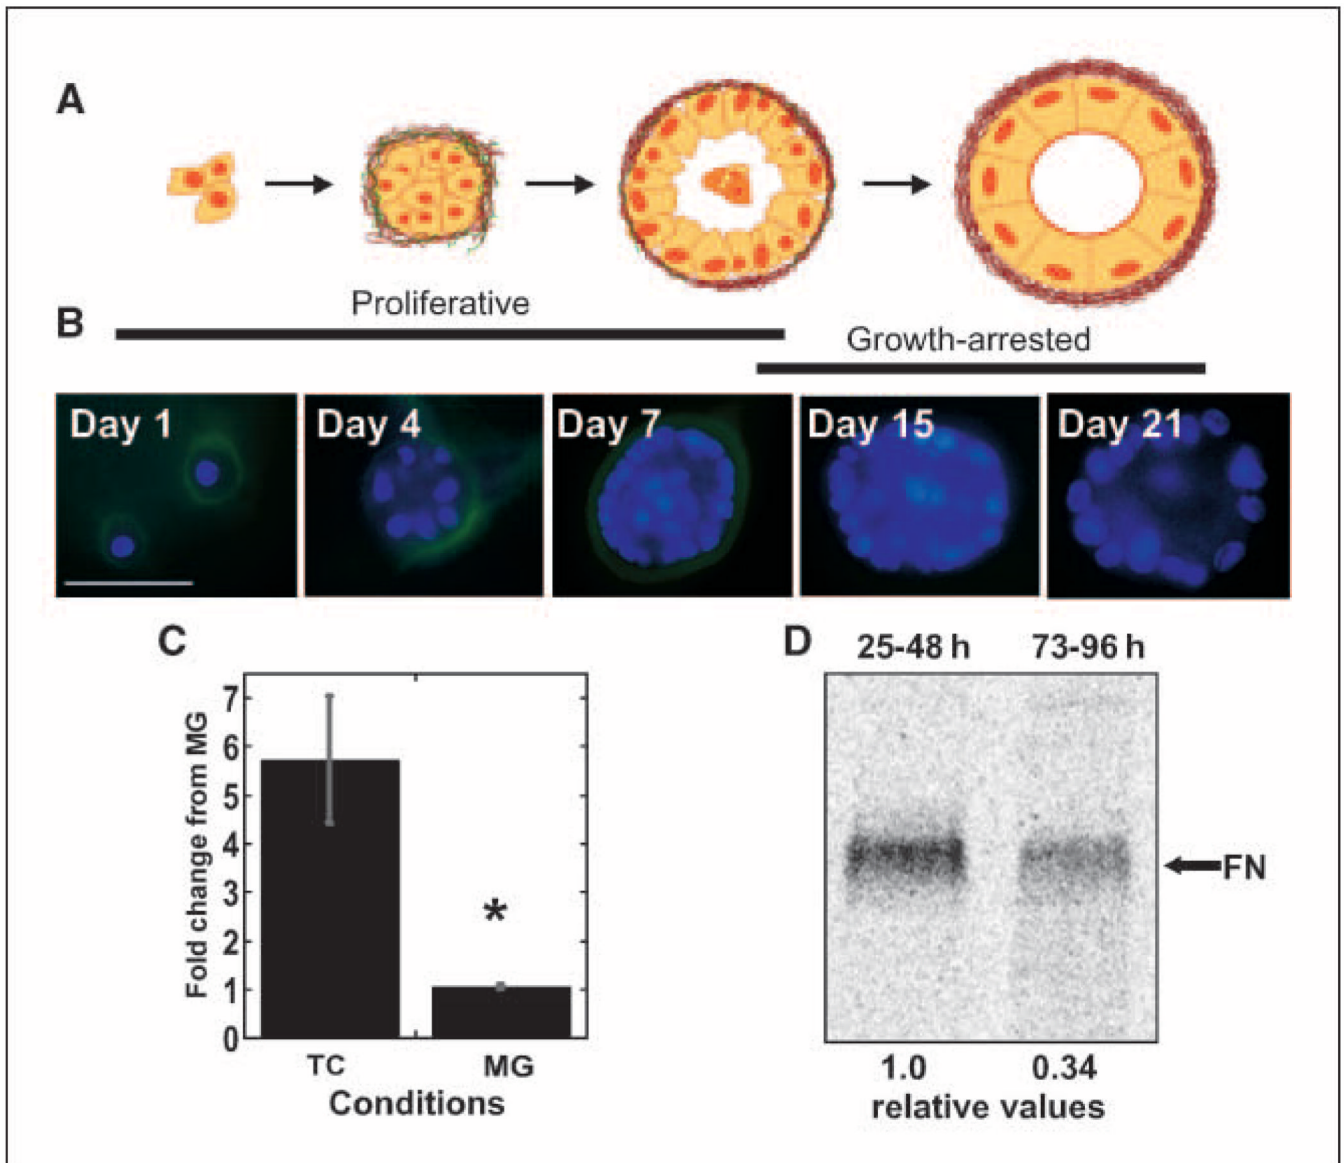 A
Proliferative
B
Growth-arrested
Day 1
Day 4
Day 7
Day 15
Day 21
C
Fold change from MG
7
6
5
4
3
2
1
0
*
TC
MG
Conditions
D
25-48 h
73-96 h
FN
1.0
0.34
relative values